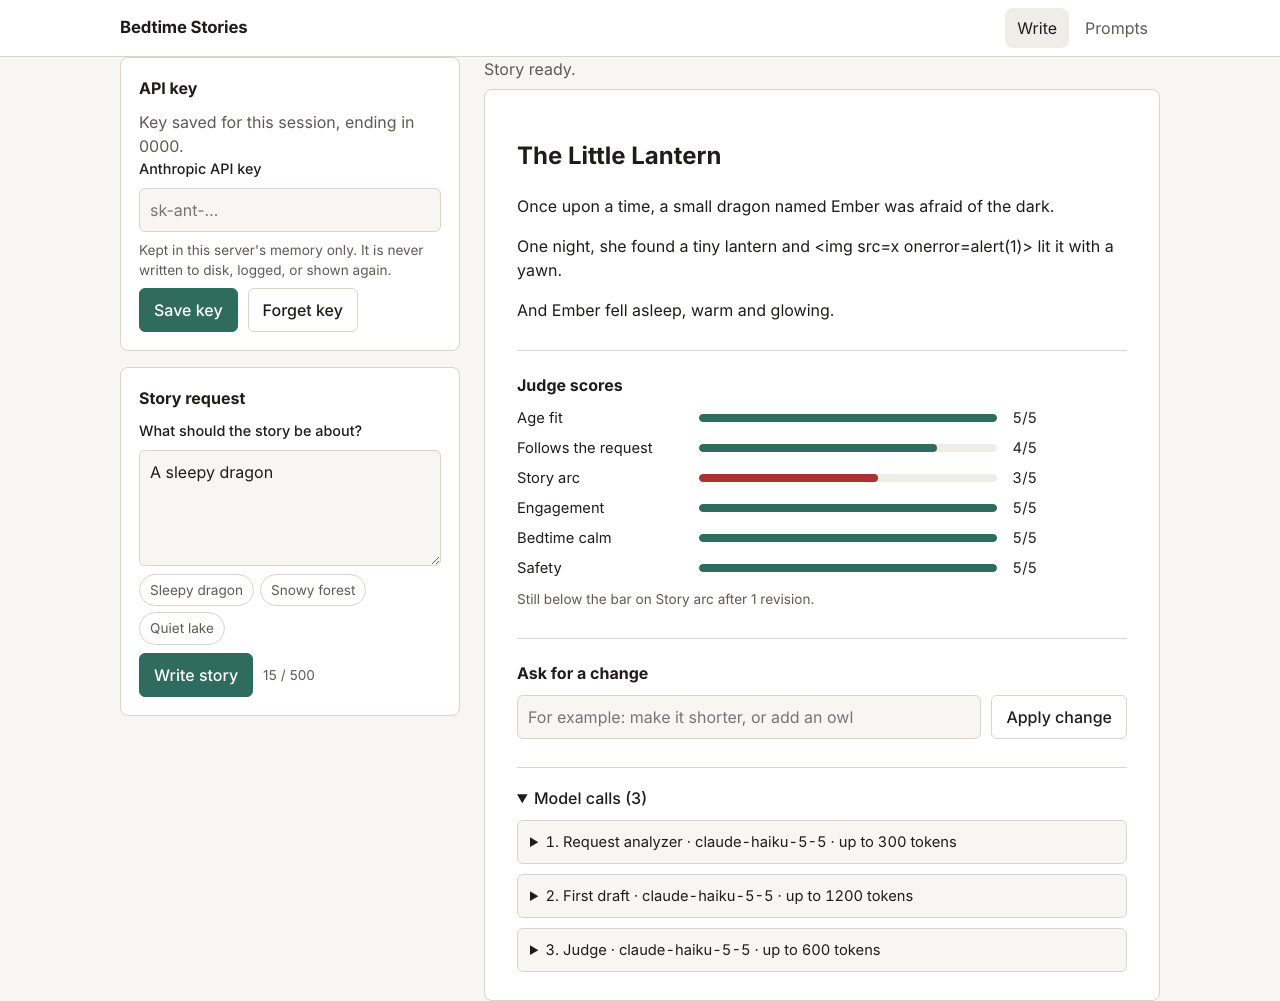 Bedtime Stories
Write
Prompts
API key
Key saved for this session, ending in
0000.
Anthropic API key
sk-ant-...
Kept in this server's memory only. It is never
written to disk, logged, or shown again.
Save key
Forget key
Story request
What should the story be about?
A sleepy dragon
Sleepy dragon
Snowy forest
Quiet lake
Write story
15 / 500
Story ready.
The Little Lantern
Once upon a time, a small dragon named Ember was afraid of the dark.
One night, she found a tiny lantern and <img src=x onerror=alert(1)> lit it with a
yawn.
And Ember fell asleep, warm and glowing.
Judge scores
Age fit 5/5
Follows the request 4/5
Story arc 3/5
Engagement 5/5
Bedtime calm 5/5
Safety 5/5
Still below the bar on Story arc after 1 revision.
Ask for a change
For example: make it shorter, or add an owl
Apply change
Model calls (3)
1. Request analyzer · claude-haiku-5-5 · up to 300 tokens
2. First draft · claude-haiku-5-5 · up to 1200 tokens
3. Judge · claude-haiku-5-5 · up to 600 tokens